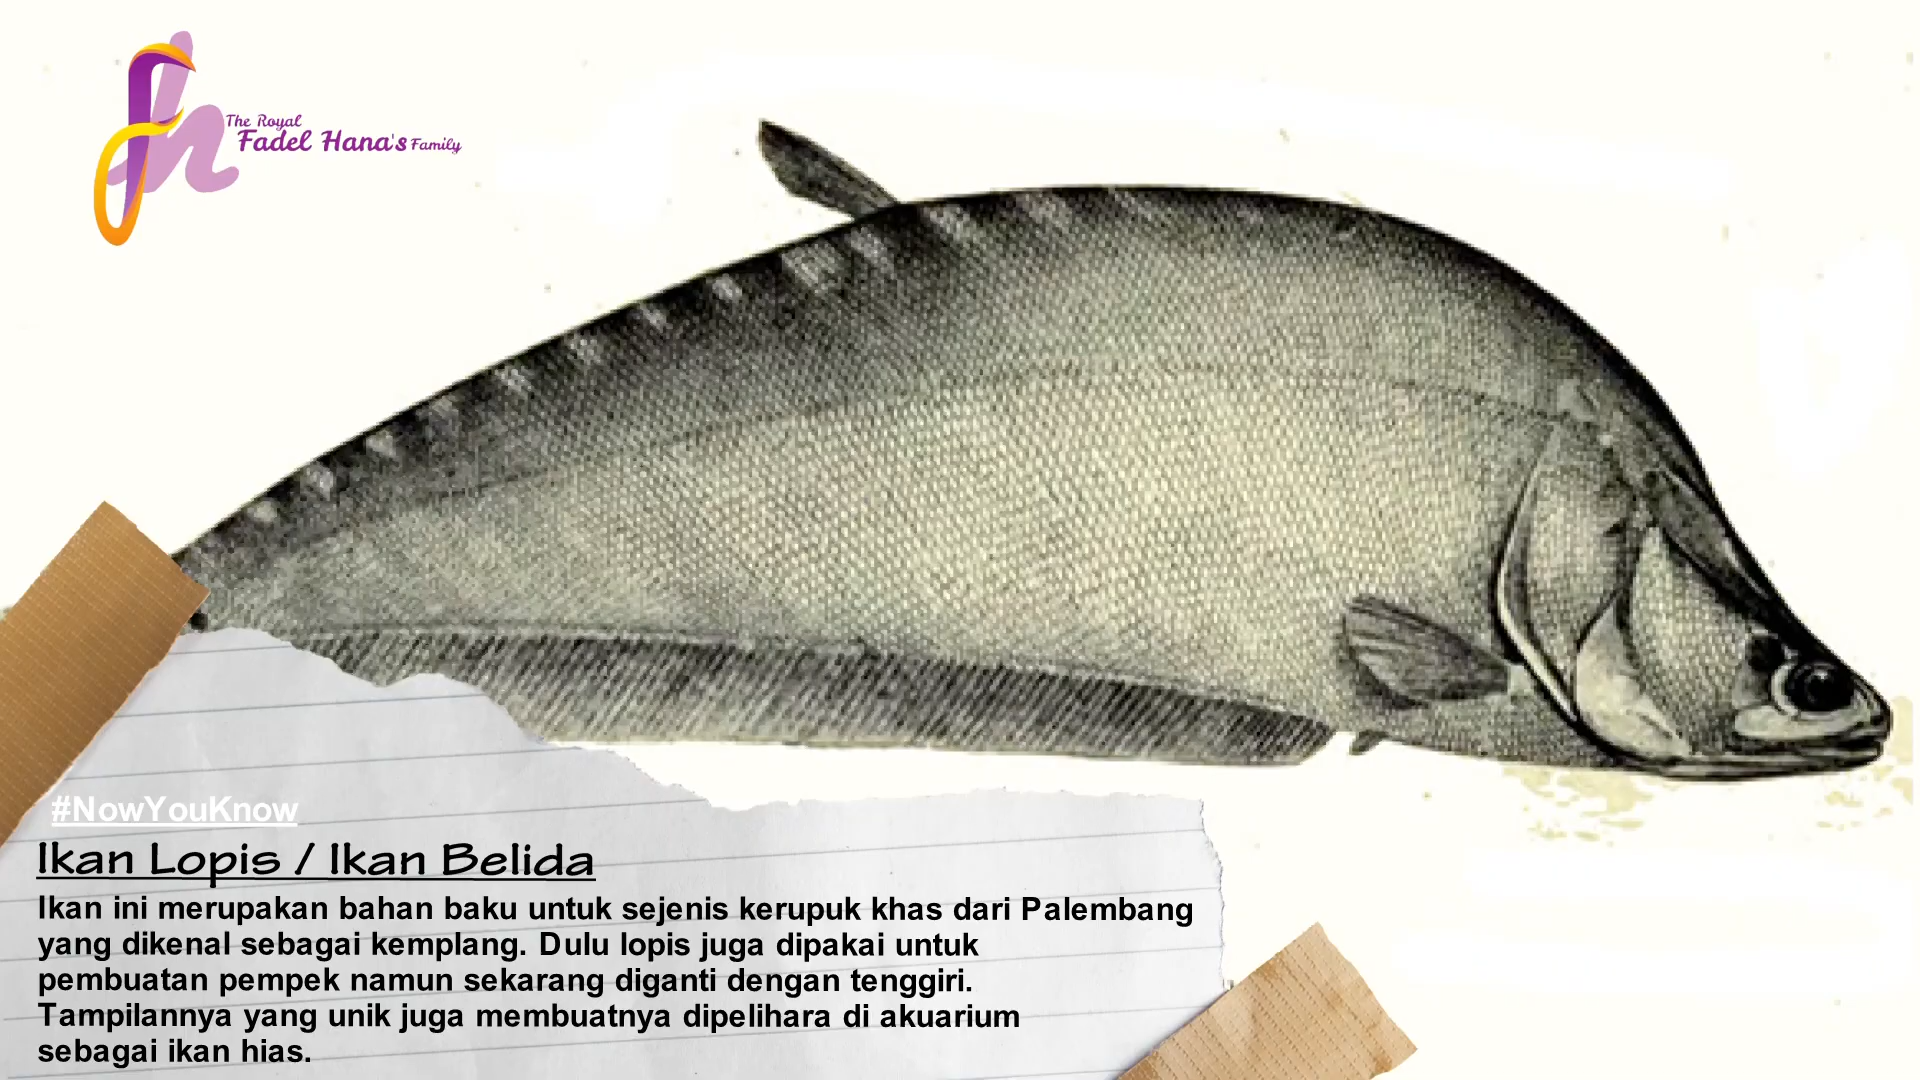 The Royal
Fadel Hana's Family
#NowYouKnow
Ikan Lopis / Ikan Belida
Ikan ini merupakan bahan baku untuk sejenis kerupuk khas dari Palembang
yang dikenal sebagai kemplang. Dulu lopis juga dipakai untuk
pembuatan pempek namun sekarang diganti dengan tenggiri.
Tampilannya yang unik juga membuatnya dipelihara di akuarium
sebagai ikan hias.